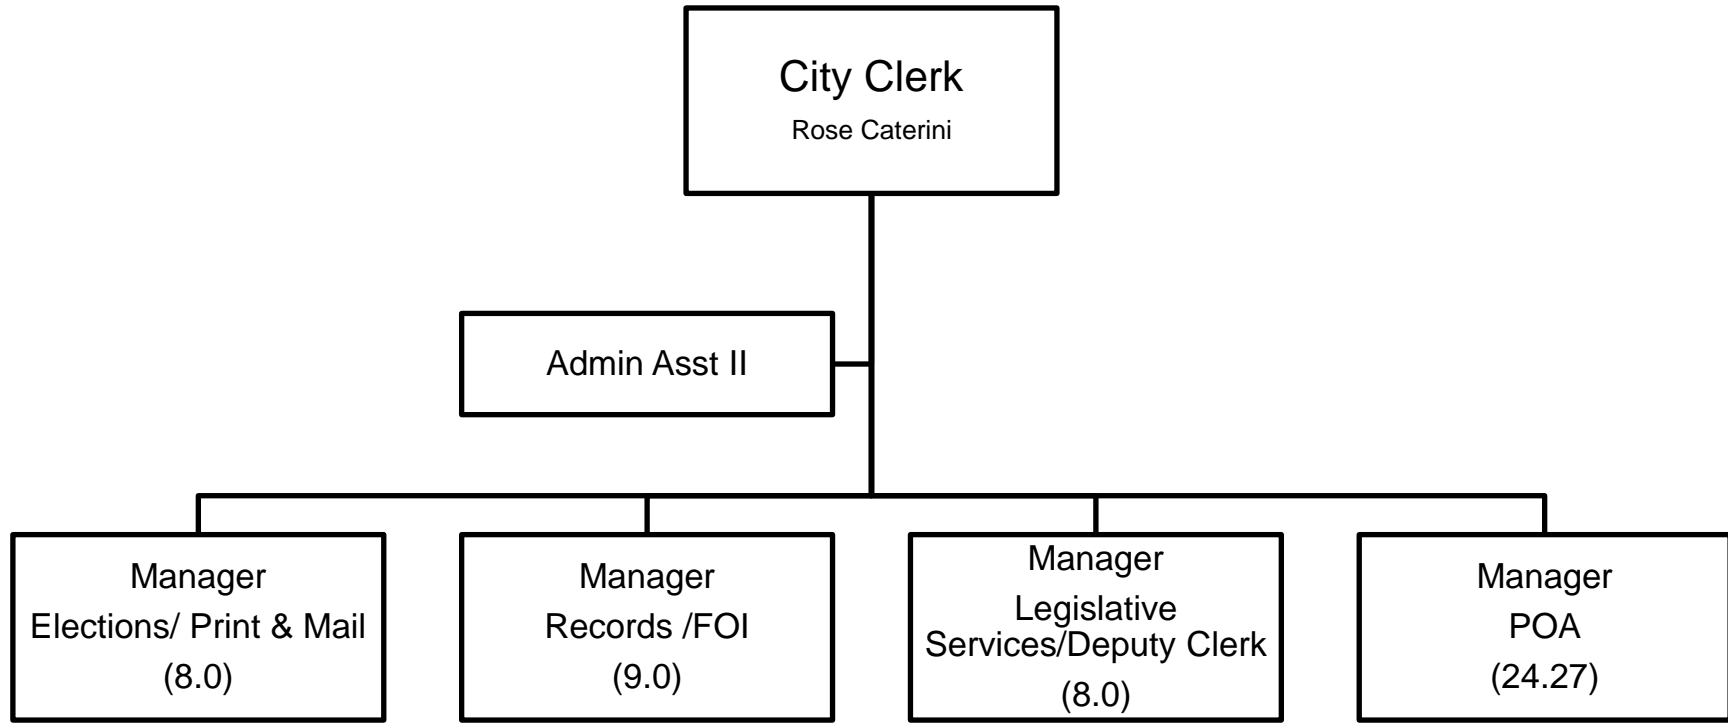 City Clerk
Rose Caterini
Admin Asst II
Manager
Elections/ Print & Mail
(8.0)
Manager
Records /FOI
(9.0)
Manager
Legislative
Services/Deputy Clerk
(8.0)
Manager
POA
(24.27)